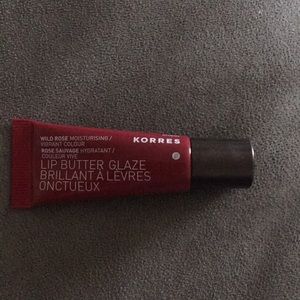 KORRES
WILD ROSE MOISTURISING /
VIBRANT COLOUR
ROSE SAUVAGE HYDRATANT /
COULEUR VIVE
LIP BUTTER GLAZE
BRILLANT À LÈVRES
ONCTUEUX